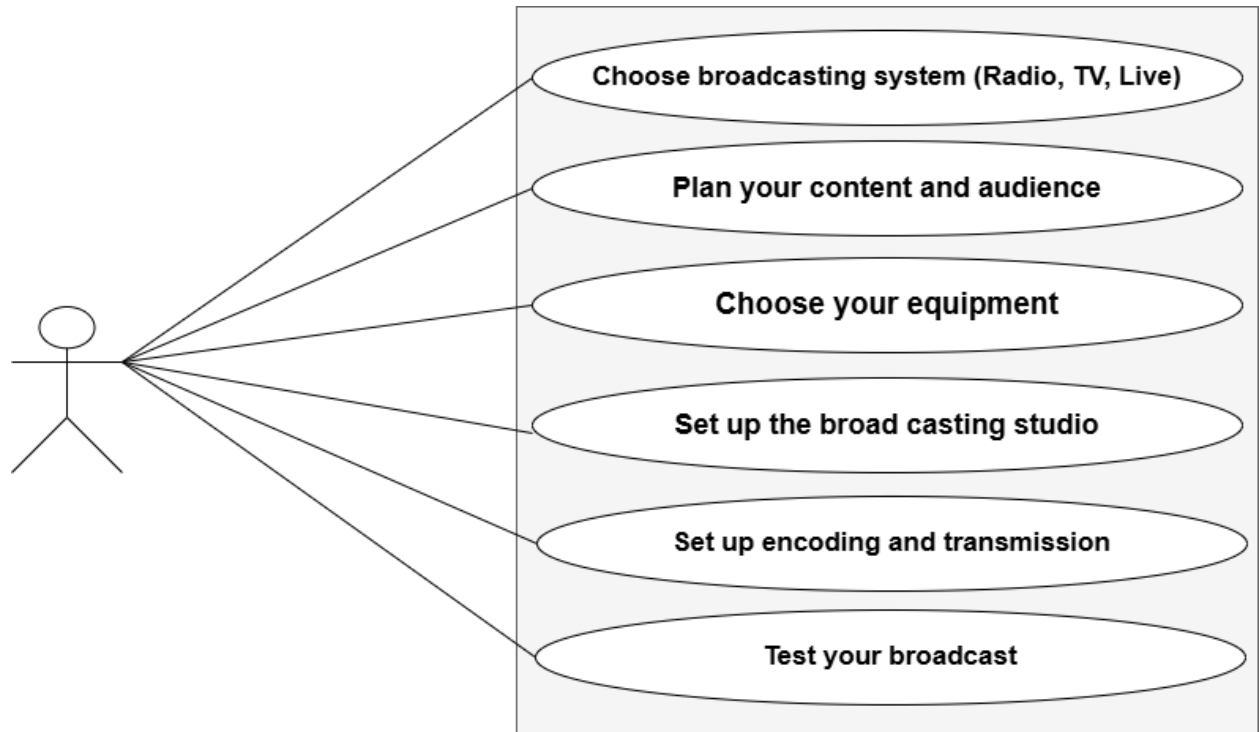 Choose broadcasting system (Radio, TV, Live)
Plan your content and audience
Choose your equipment
Set up the broad casting studio
Set up encoding and transmission
Test your broadcast